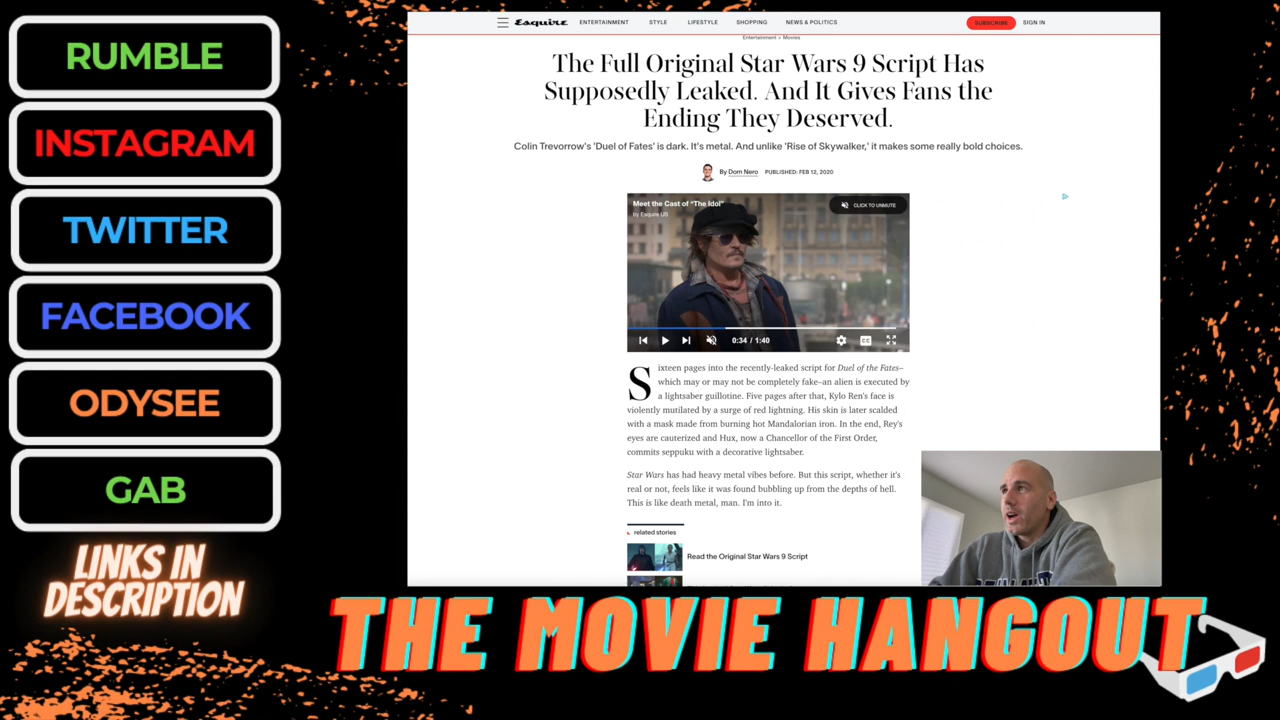 RUMBLE
INSTAGRAM
TWITTER
FACEBOOK
ODYSEE
GAB
LINKS IN
DESCRIPTION
Esquire ENTERTAINMENT STYLE LIFESTYLE SHOPPING NEWS & POLITICS SUBSCRIBE SIGN IN
Entertainment > Movies
The Full Original Star Wars 9 Script Has
Supposedly Leaked. And It Gives Fans the
Ending They Deserved.
Colin Trevorrow's 'Duel of Fates' is dark. It's metal. And unlike 'Rise of Skywalker,' it makes some really bold choices.
By Dom Nero PUBLISHED: FEB 12, 2020
Meet the Cast of "The Idol"
by Esquire US
CLICK TO UNMUTE
0:34 / 1:40
CC
Sixteen pages into the recently-leaked script for Duel of the Fates–
which may or may not be completely fake–an alien is executed by
a lightsaber guillotine. Five pages after that, Kylo Ren's face is
violently mutilated by a surge of red lightning. His skin is later scalded
with a mask made from burning hot Mandalorian iron. In the end, Rey's
eyes are cauterized and Hux, now a Chancellor of the First Order,
commits seppuku with a decorative lightsaber.
Star Wars has had heavy metal vibes before. But this script, whether it's
real or not, feels like it was found bubbling up from the depths of hell.
This is like death metal, man. I'm into it.
related stories
Read the Original Star Wars 9 Script
THE MOVIE HANGOUT